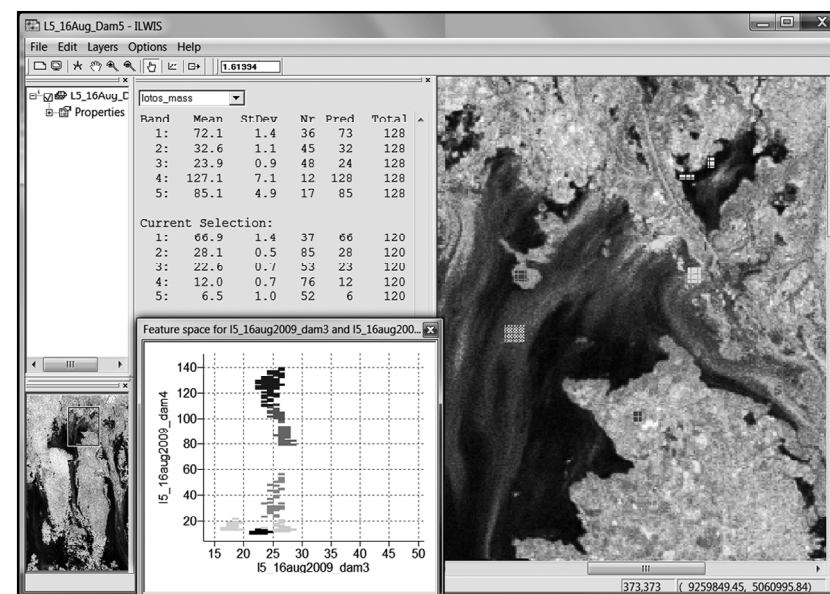 L5_16Aug_Dam5 - ILWIS
File Edit Layers Options Help
1.61994
L5_16Aug_D
Properties
lotos_mass
Band Mean StDev Nr Pred Total
1: 72.1 1.4 36 73 128
2: 32.6 1.1 45 32 128
3: 23.9 0.9 48 24 128
4: 127.1 7.1 12 128 128
5: 85.1 4.9 17 85 128
Current Selection:
1: 66.9 1.4 37 66 120
2: 28.1 0.5 85 28 120
3: 22.6 0.7 53 23 120
4: 12.0 0.7 76 12 120
5: 6.5 1.0 52 6 120
Feature space for l5_16aug2009_dam3 and l5_16aug200...
l5_16aug2009_dam4
140
120
100
80
60
40
20
15 20 25 30 35 40 45 50
l5_16aug2009_dam3
373,373 ( 9259849.45, 5060995.84)